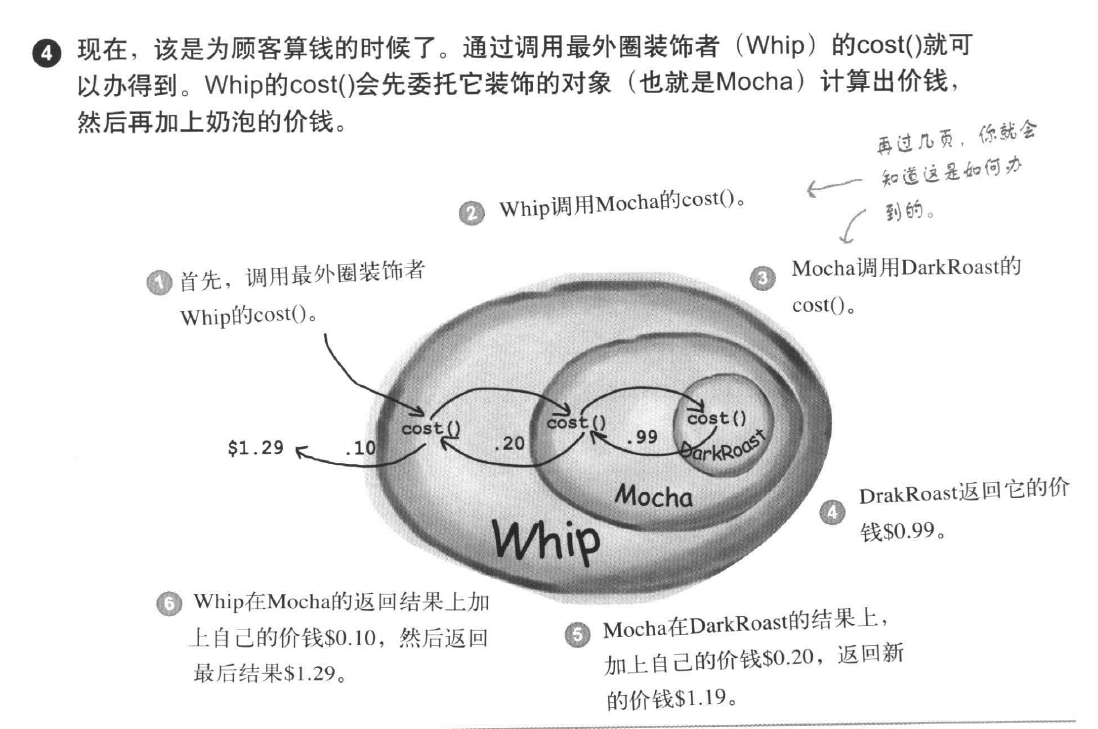 4 现在，该是为顾客算钱的时候了。通过调用最外圈装饰者（Whip）的cost()就可
以办得到。Whip的cost()会先委托它装饰的对象（也就是Mocha）计算出价钱，
然后再加上奶泡的价钱。
再过几页，你就会
知道这是如何办
到的。
2 Whip调用Mocha的cost()。
1 首先，调用最外圈装饰者
Whip的cost()。
3 Mocha调用DarkRoast的
cost()。
cost() cost() cost()
$1.29 .10 .20 .99 DarkRoast
Mocha
Whip
4 DrakRoast返回它的价
钱$0.99。
6 Whip在Mocha的返回结果上加
上自己的价钱$0.10，然后返回
最后结果$1.29。
5 Mocha在DarkRoast的结果上，
加上自己的价钱$0.20，返回新
的价钱$1.19。